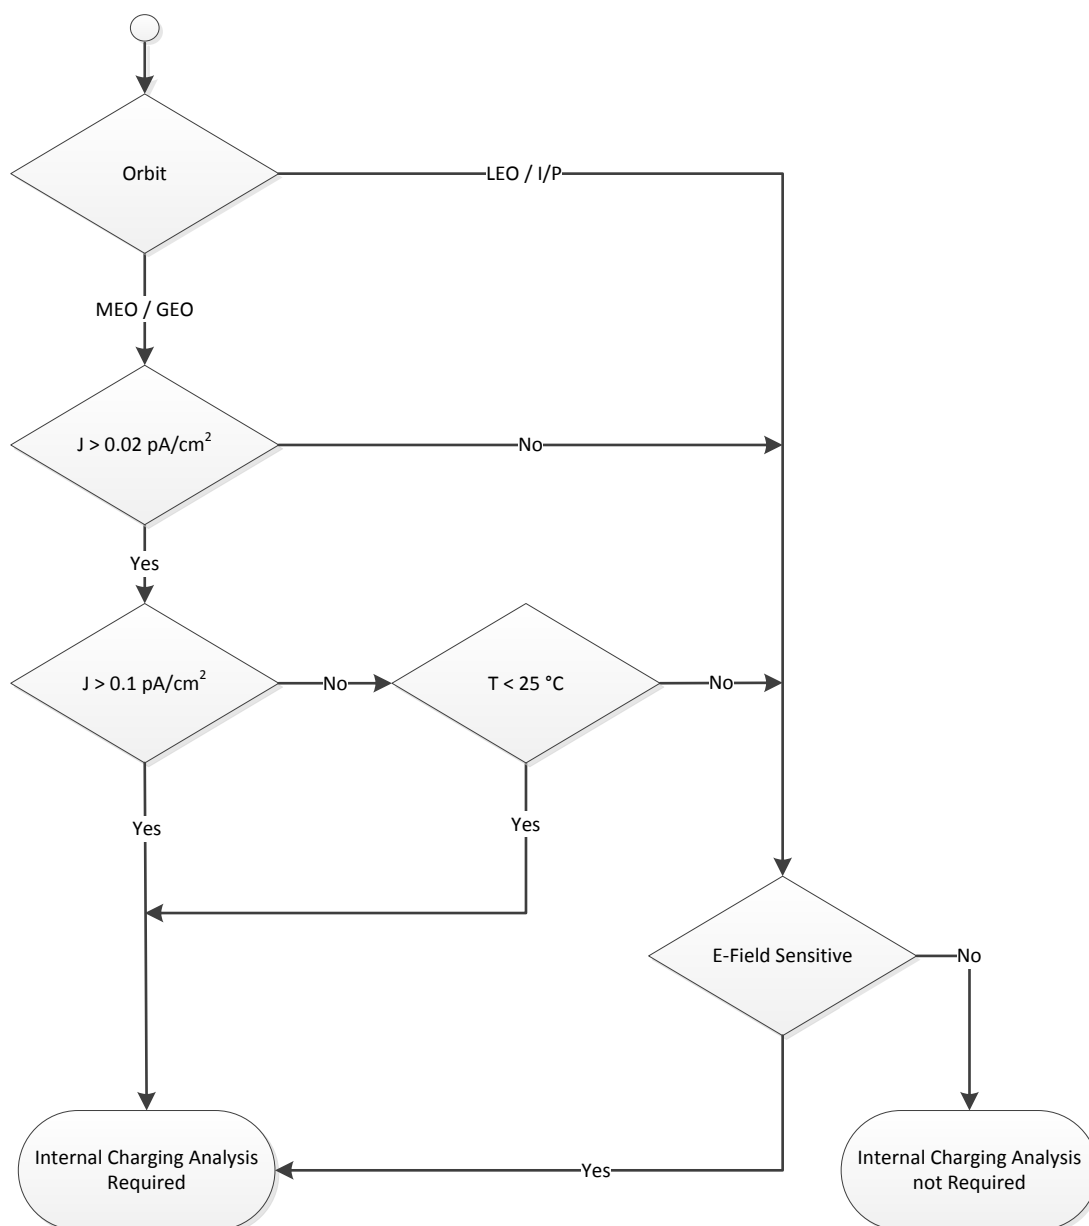 Orbit
LEO / I/P
MEO / GEO
J > 0.02 pA/cm²
No
Yes
J > 0.1 pA/cm²
No
T < 25 °C
No
Yes
Yes
E-Field Sensitive
No
Internal Charging Analysis
Required
Yes
Internal Charging Analysis
not Required